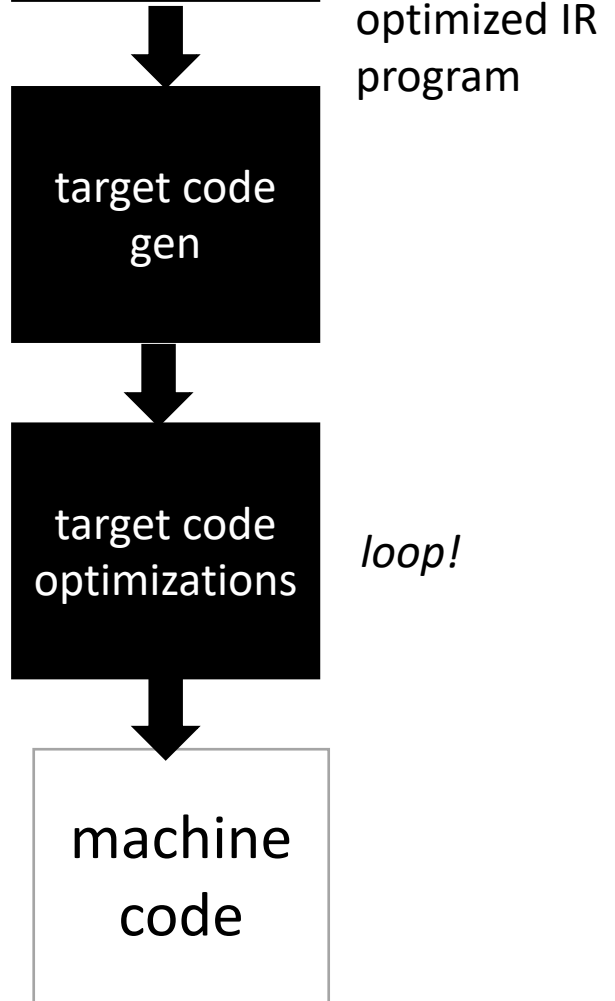 optimized IR
program
target code
gen
target code
optimizations
loop!
machine
code